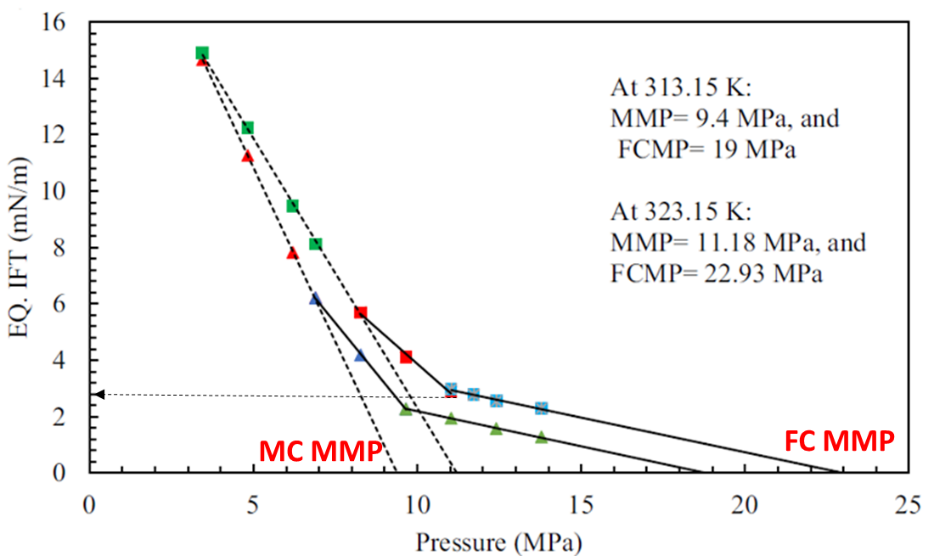 16
14
12
10
8
6
4
2
0
EQ. IFT (mN/m)
At 313.15 K:
MMP= 9.4 MPa, and
FCMP= 19 MPa
At 323.15 K:
MMP= 11.18 MPa, and
FCMP= 22.93 MPa
MC MMP
FC MMP
0 5 10 15 20 25
Pressure (MPa)